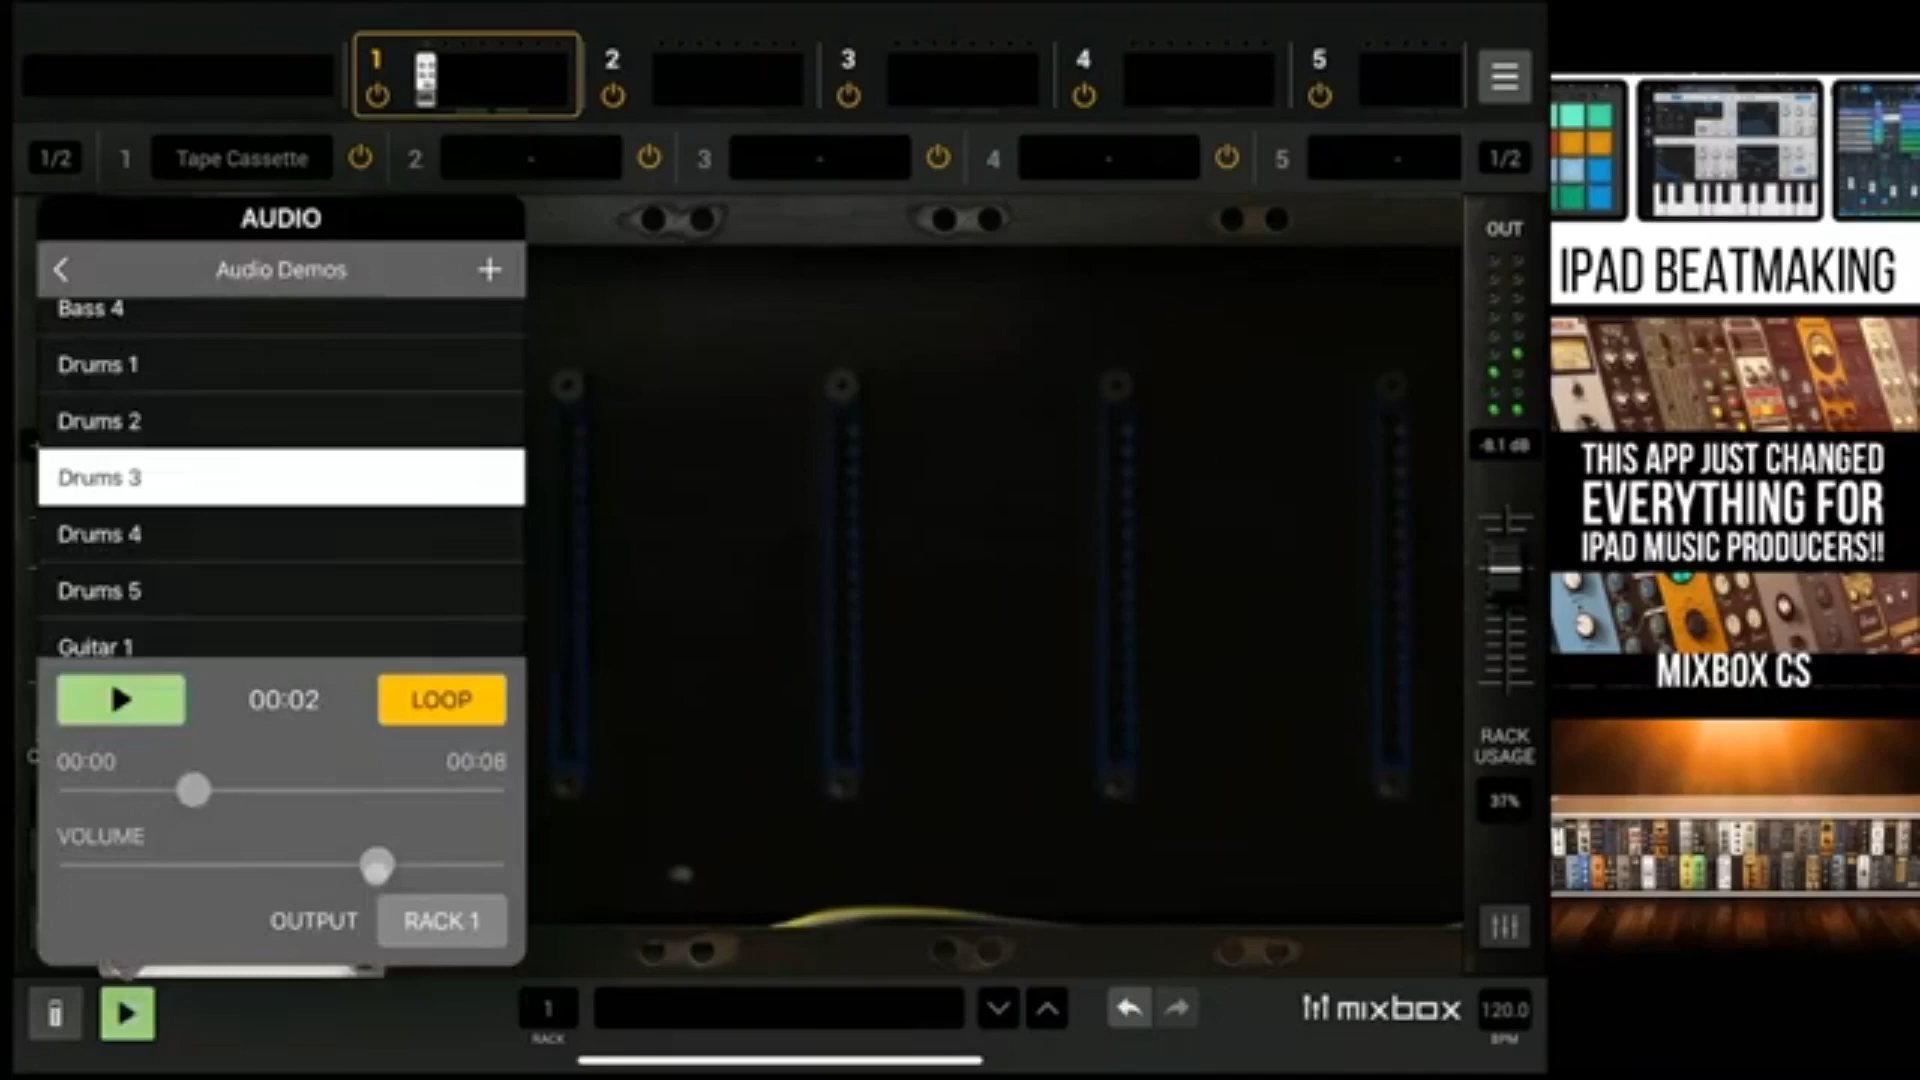 1
2
3
4
5
1/2
1
Tape Cassette
2
-
3
-
4
-
5
-
1/2
AUDIO
Audio Demos
+
Bass 4
Drums 1
Drums 2
Drums 3
Drums 4
Drums 5
Guitar 1
00:02
LOOP
00:00
00:08
VOLUME
OUTPUT
RACK 1
OUT
-8.1 dB
RACK
USAGE
37%
1
RACK
mixbox
120.0
BPM
IPAD BEATMAKING
THIS APP JUST CHANGED
EVERYTHING FOR
IPAD MUSIC PRODUCERS!!
MIXBOX CS